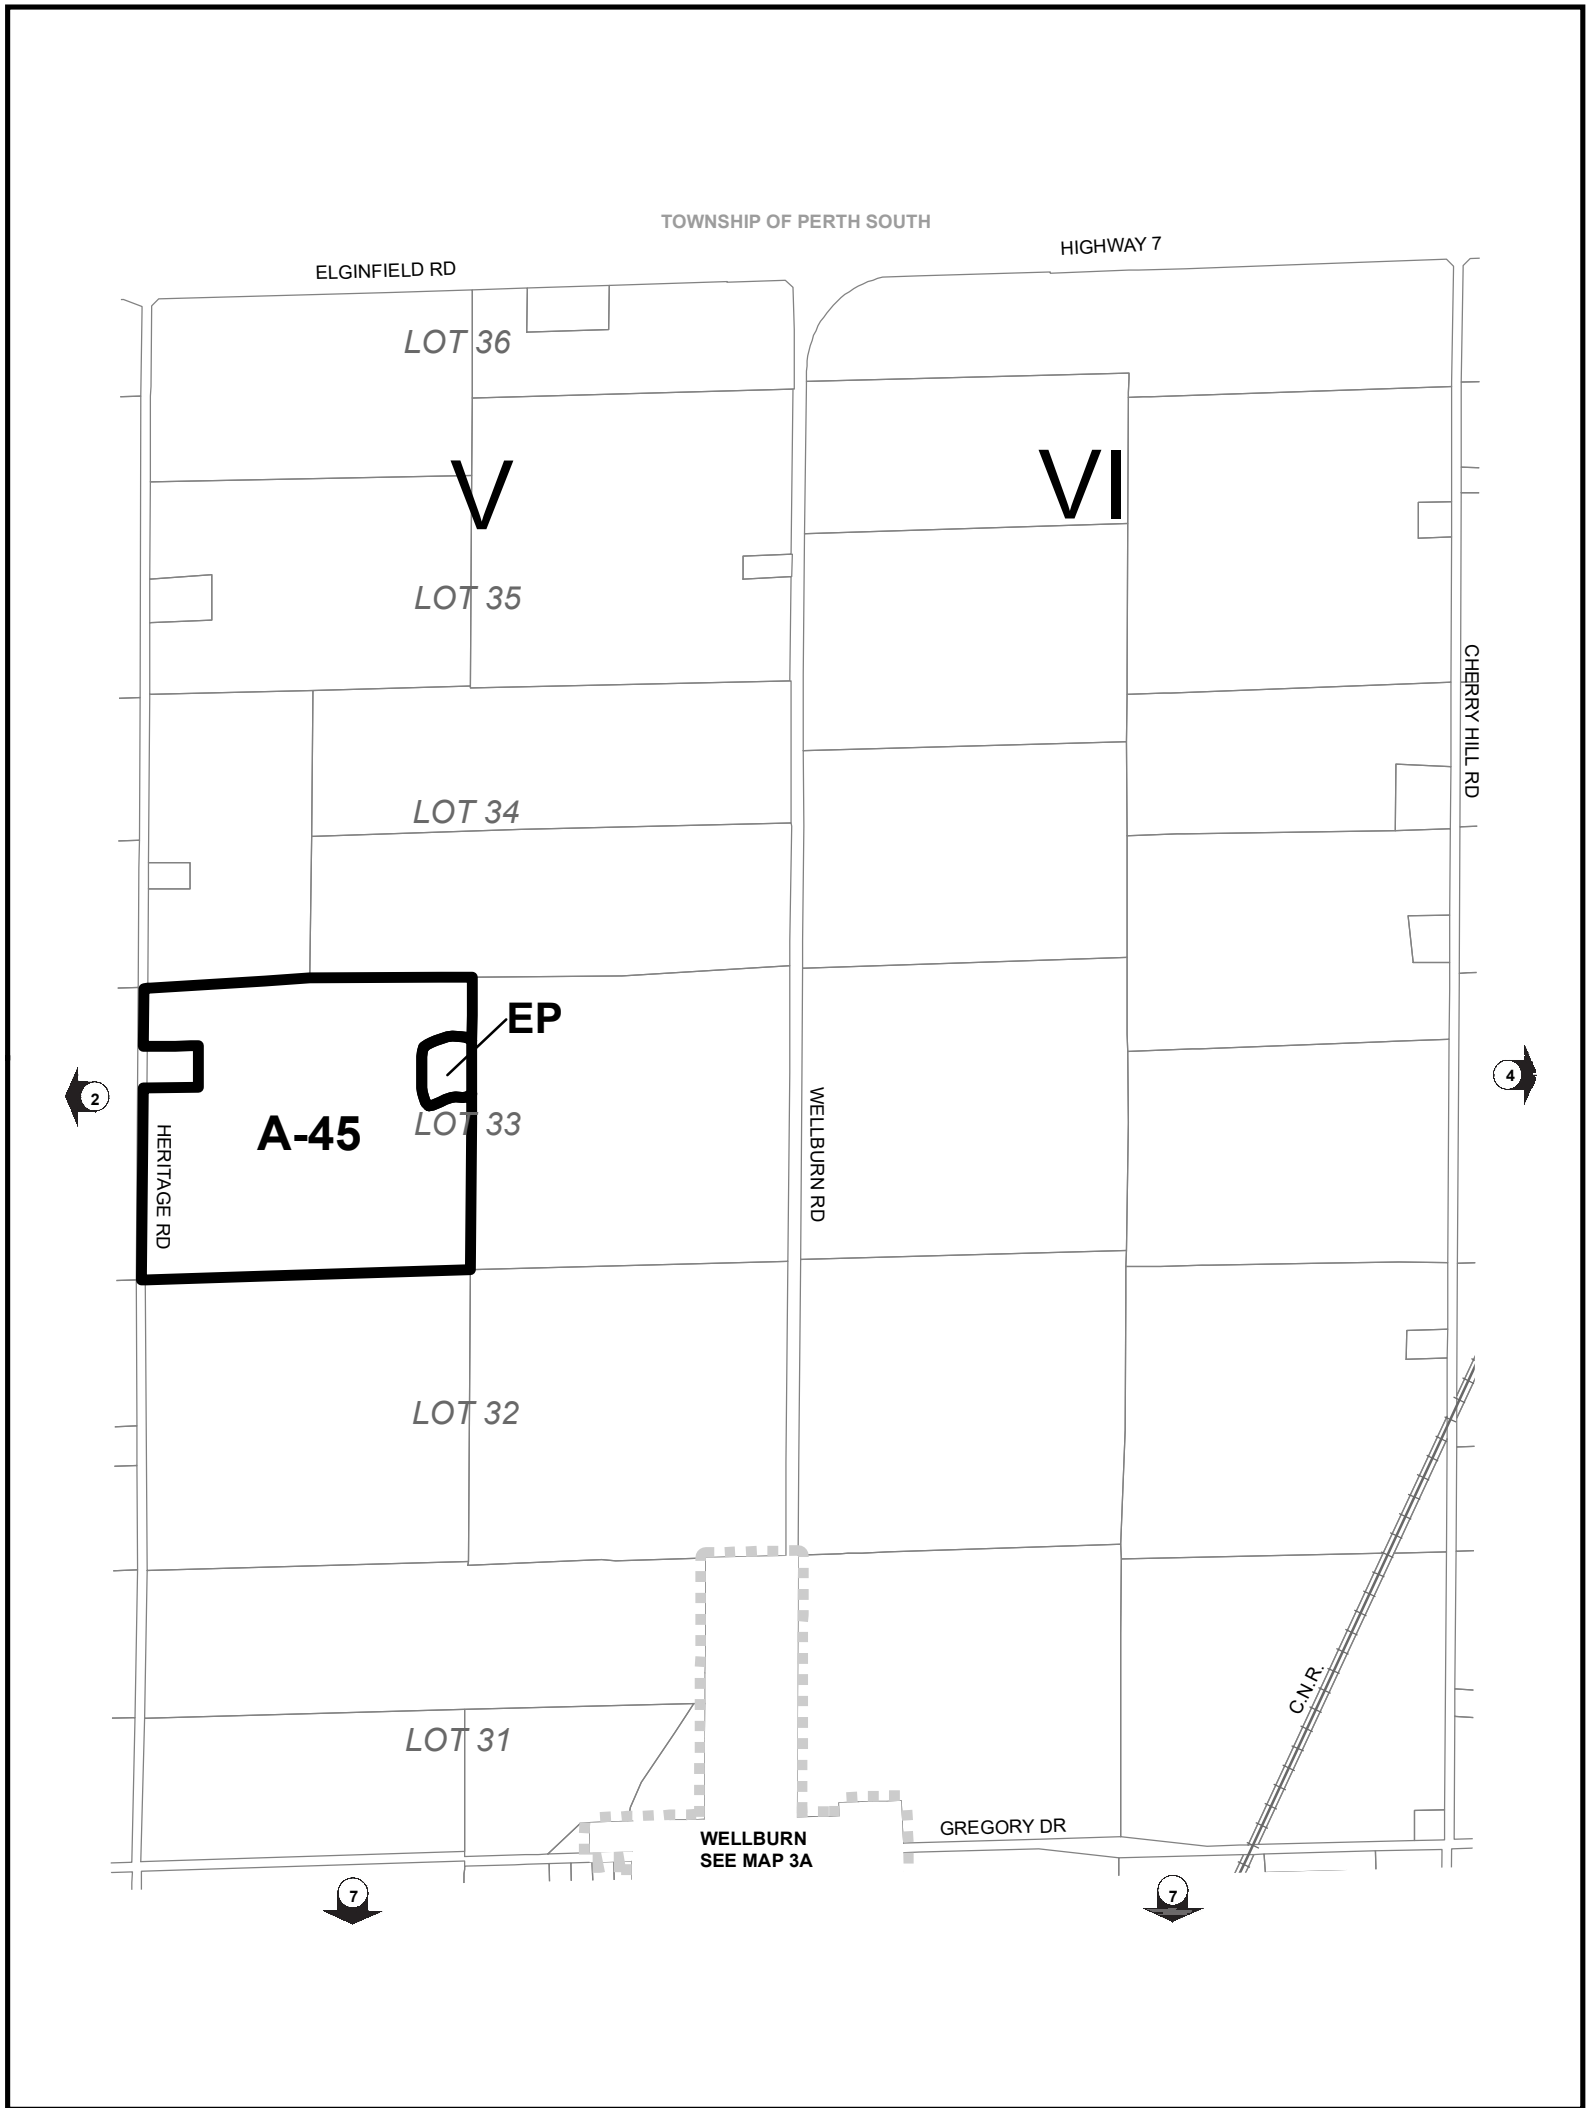 TOWNSHIP OF PERTH SOUTH
HIGHWAY 7
ELGINFIELD RD
LOT 36
V
VI
LOT 35
CHERRY HILL RD
LOT 34
EP
4
2
WELLBURN RD
A-45
LOT 33
HERITAGE RD
LOT 32
C.N.R.
LOT 31
GREGORY DR
WELLBURN
SEE MAP 3A
7
7